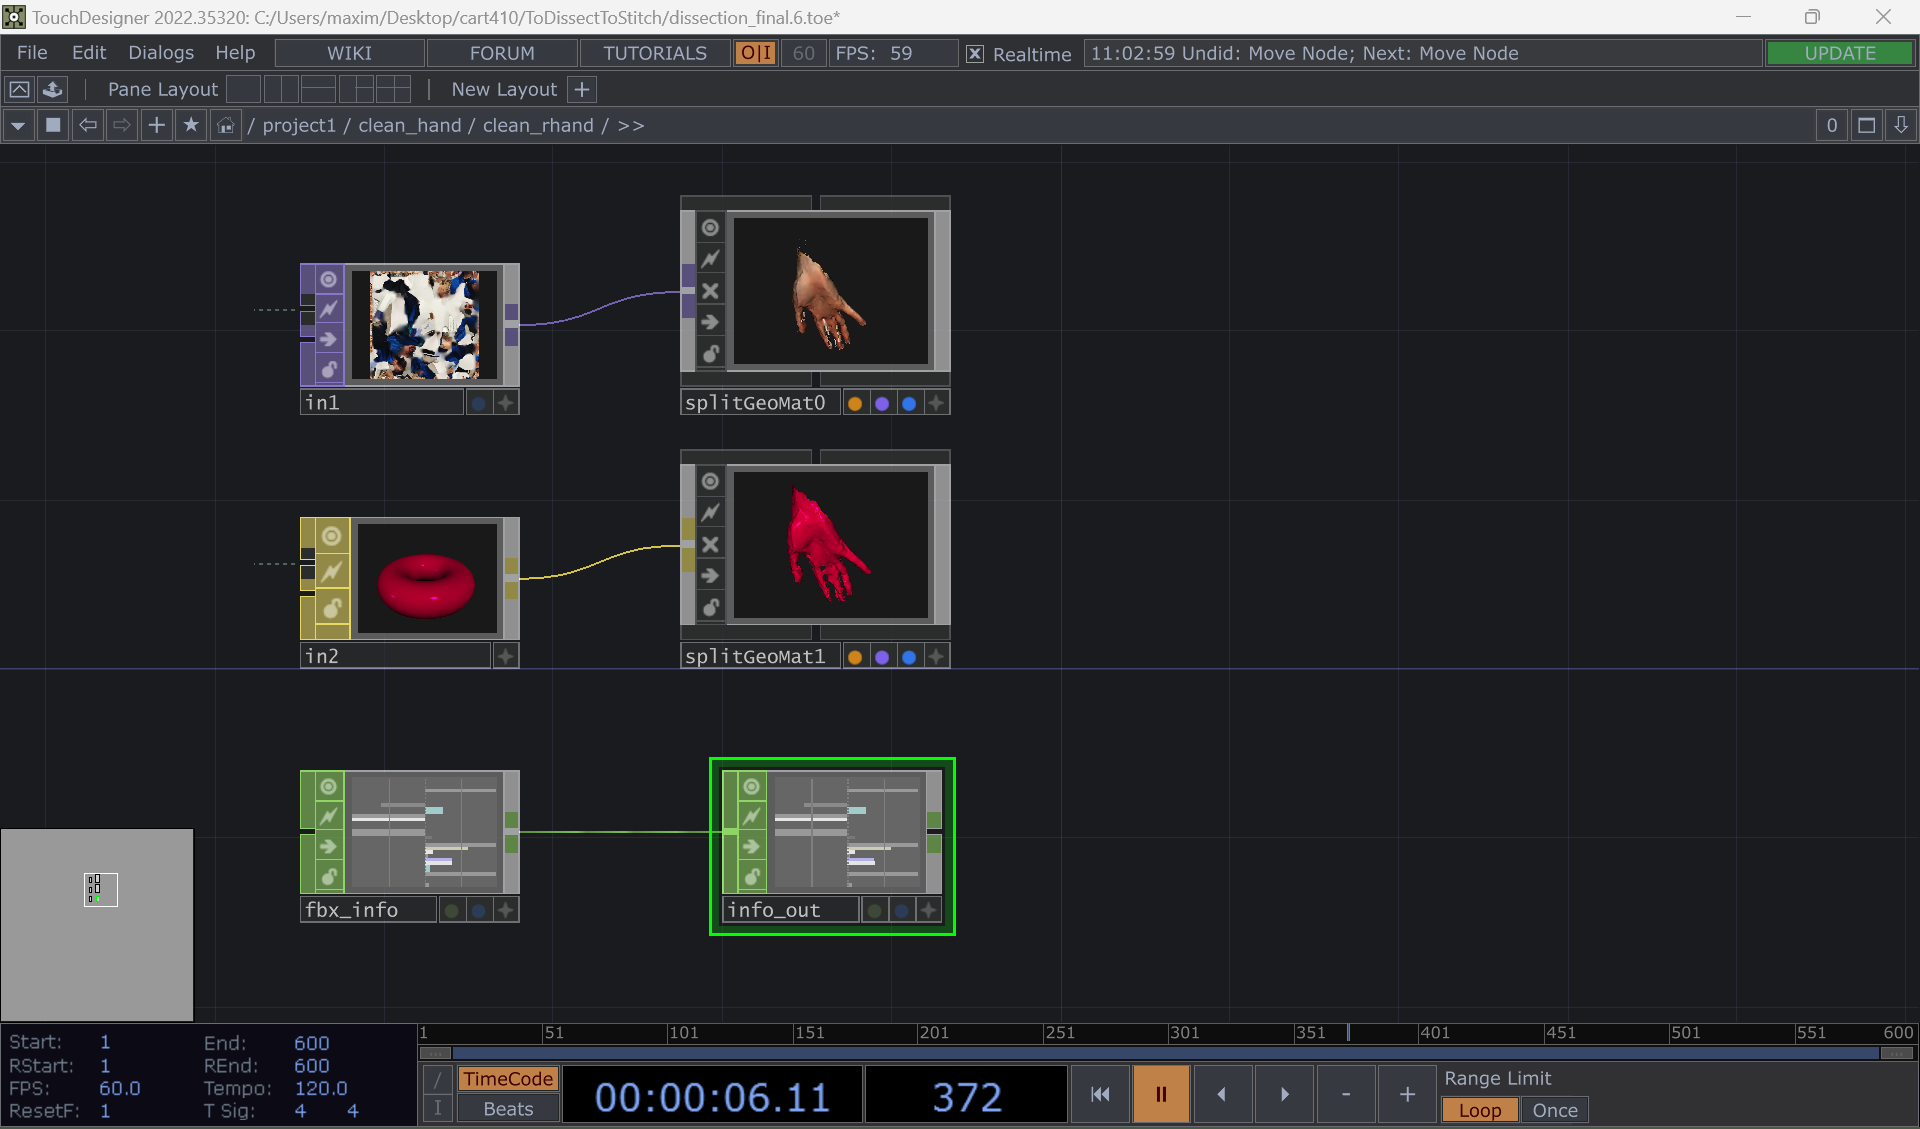 TouchDesigner 2022.35320: C:/Users/maxim/Desktop/cart410/ToDissectToStitch/dissection_final.6.toe*
File Edit Dialogs Help WIKI FORUM TUTORIALS O|I 60 FPS: 59 Realtime 11:02:59 Undid: Move Node; Next: Move Node UPDATE
Pane Layout New Layout +
/ project1 / clean_hand / clean_rhand / >> 0
in1
splitGeoMat0
in2
splitGeoMat1
fbx_info
info_out
1 51 101 151 201 251 301 351 401 451 501 551 600
Start: 1 End: 600
RStart: 1 REnd: 600
FPS: 60.0 Tempo: 120.0
ResetF: 1 T Sig: 4 4
/ TimeCode 00:00:06.11 372 - + Range Limit
I Beats Loop Once